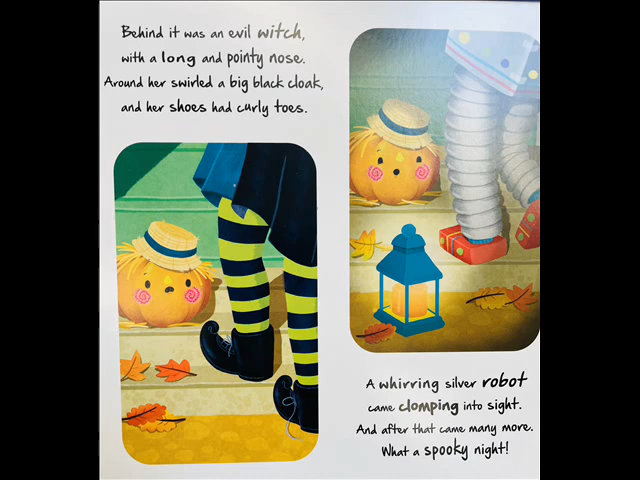 Behind it was an evil witch,
with a long and pointy nose.
Around her swirled a big black cloak,
and her shoes had curly toes.
A whirring silver robot
came clomping into sight.
And after that came many more.
What a spooky night!